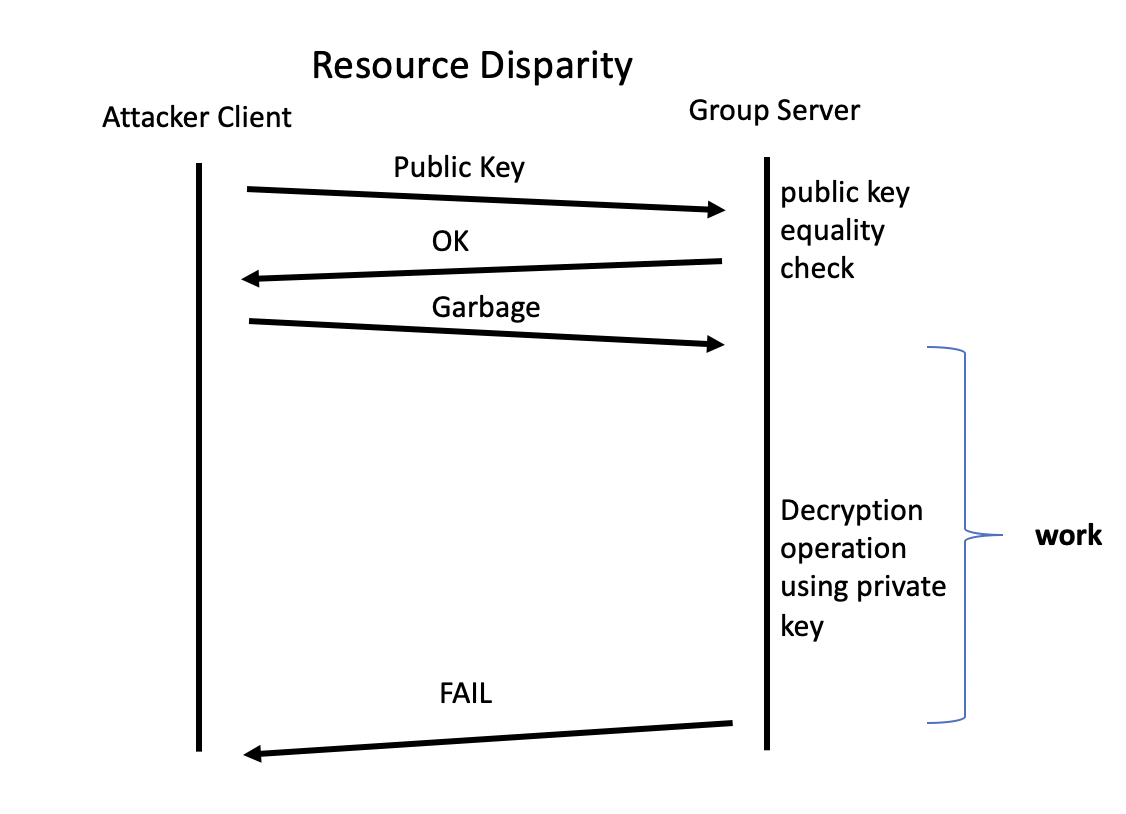 Resource Disparity
Attacker Client
Group Server
Public Key
public key
equality
check
OK
Garbage
Decryption
operation
using private
key
work
FAIL